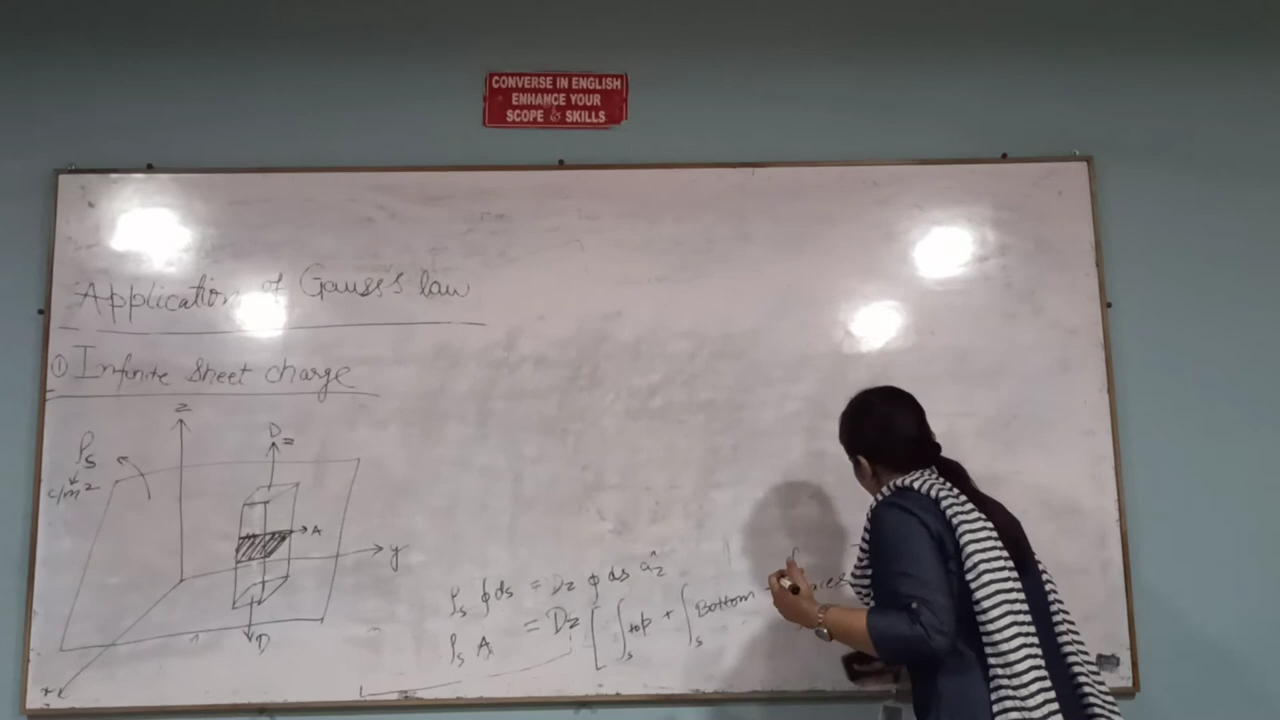 CONVERSE IN ENGLISH
ENHANCE YOUR
SCOPE & SKILLS
Application of Gauss's law
① Infinite Sheet charge
z
D
ρs
c/m²
A
y
D
x
ρs ∮ds = Dz ∮ ds âz
ρs A = Dz [ ∫s top + ∫s Bottom